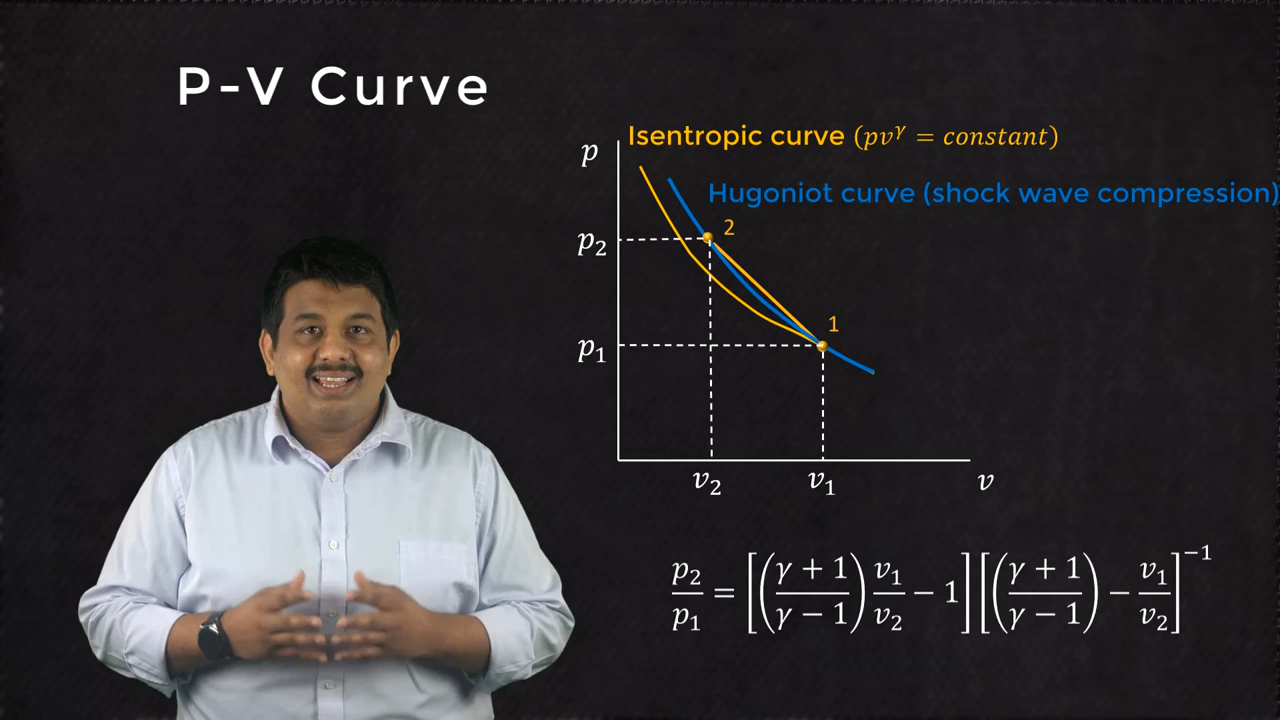 P-V Curve
Isentropic curve (pvᵞ = constant)
p
Hugoniot curve (shock wave compression)
2
p₂
1
p₁
v₂ v₁ v
p₂/p₁ = [((γ + 1)/(γ − 1)) v₁/v₂ − 1] [((γ + 1)/(γ − 1)) − v₁/v₂]⁻¹